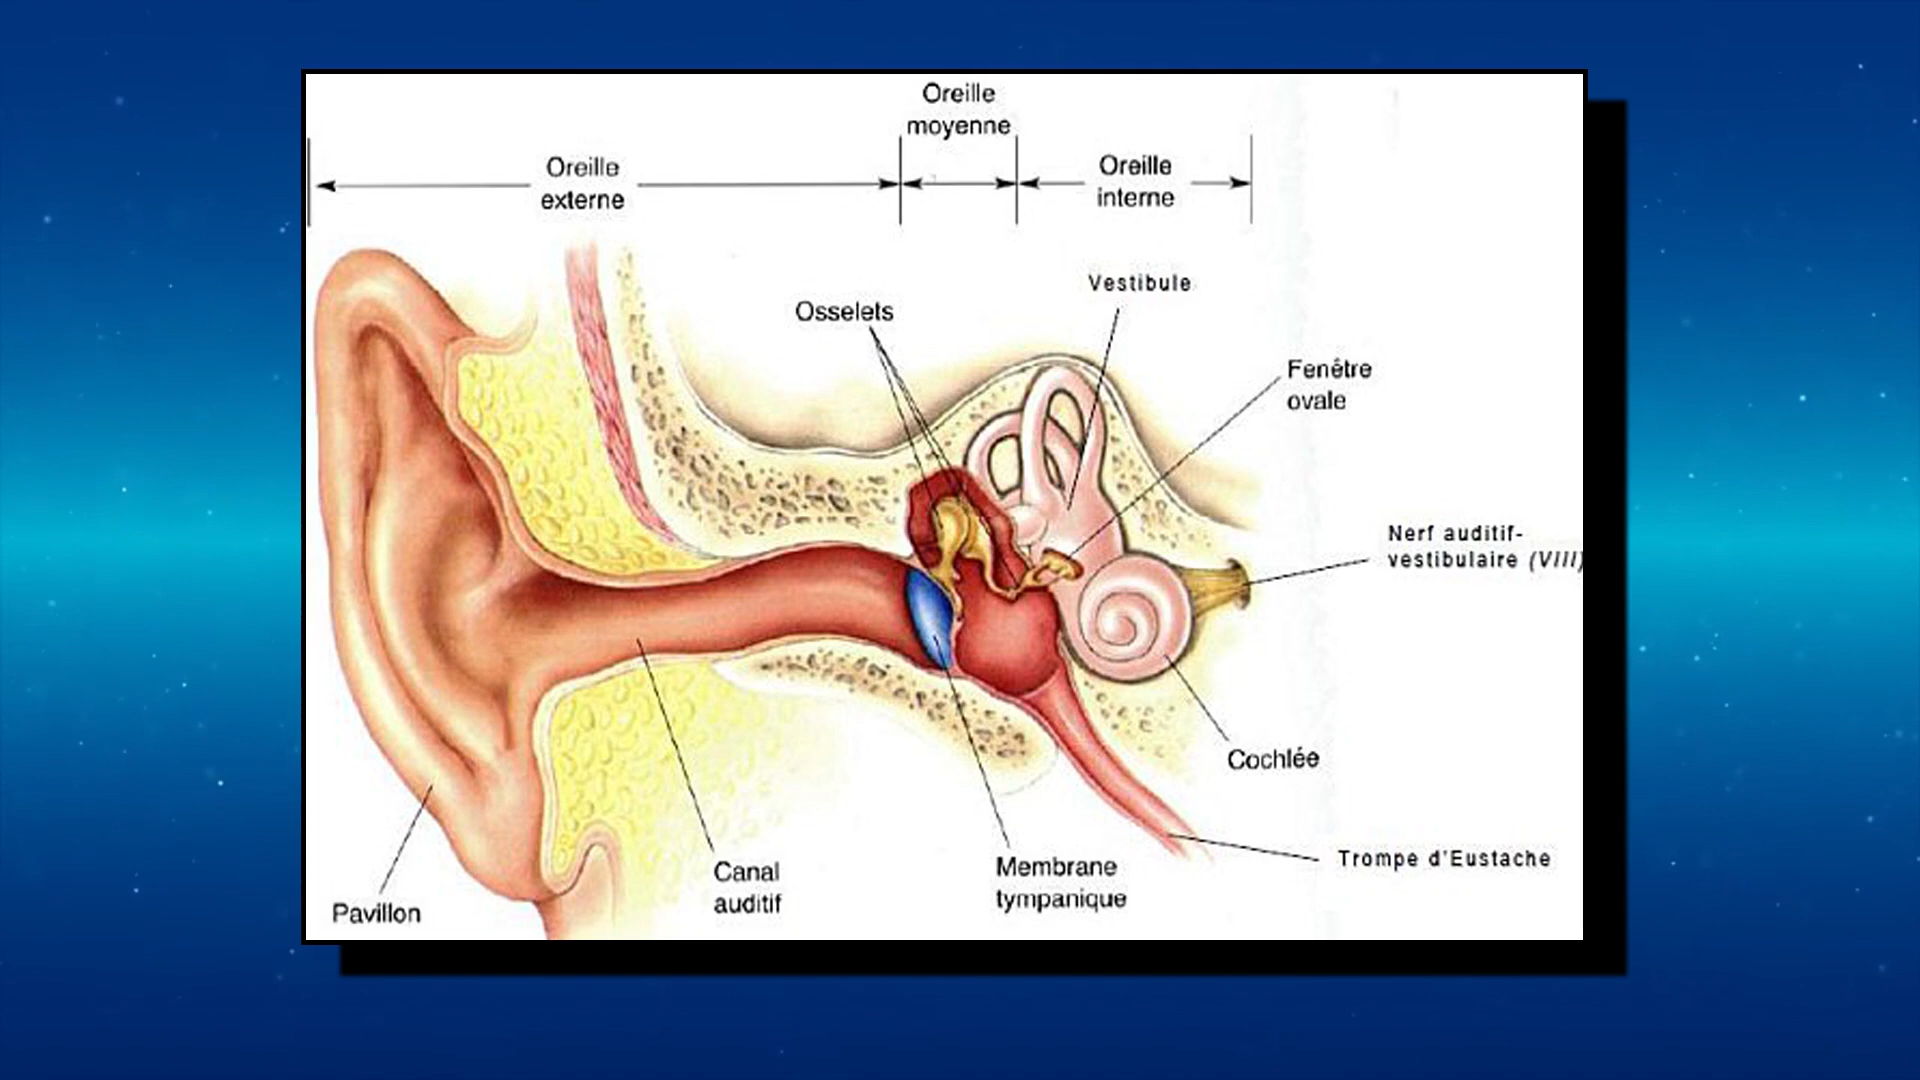 Oreille
moyenne
Oreille
externe
Oreille
interne
Vestibule
Osselets
Fenêtre
ovale
Nerf auditif-
vestibulaire (VIII)
Cochlée
Trompe d'Eustache
Membrane
tympanique
Canal
auditif
Pavillon